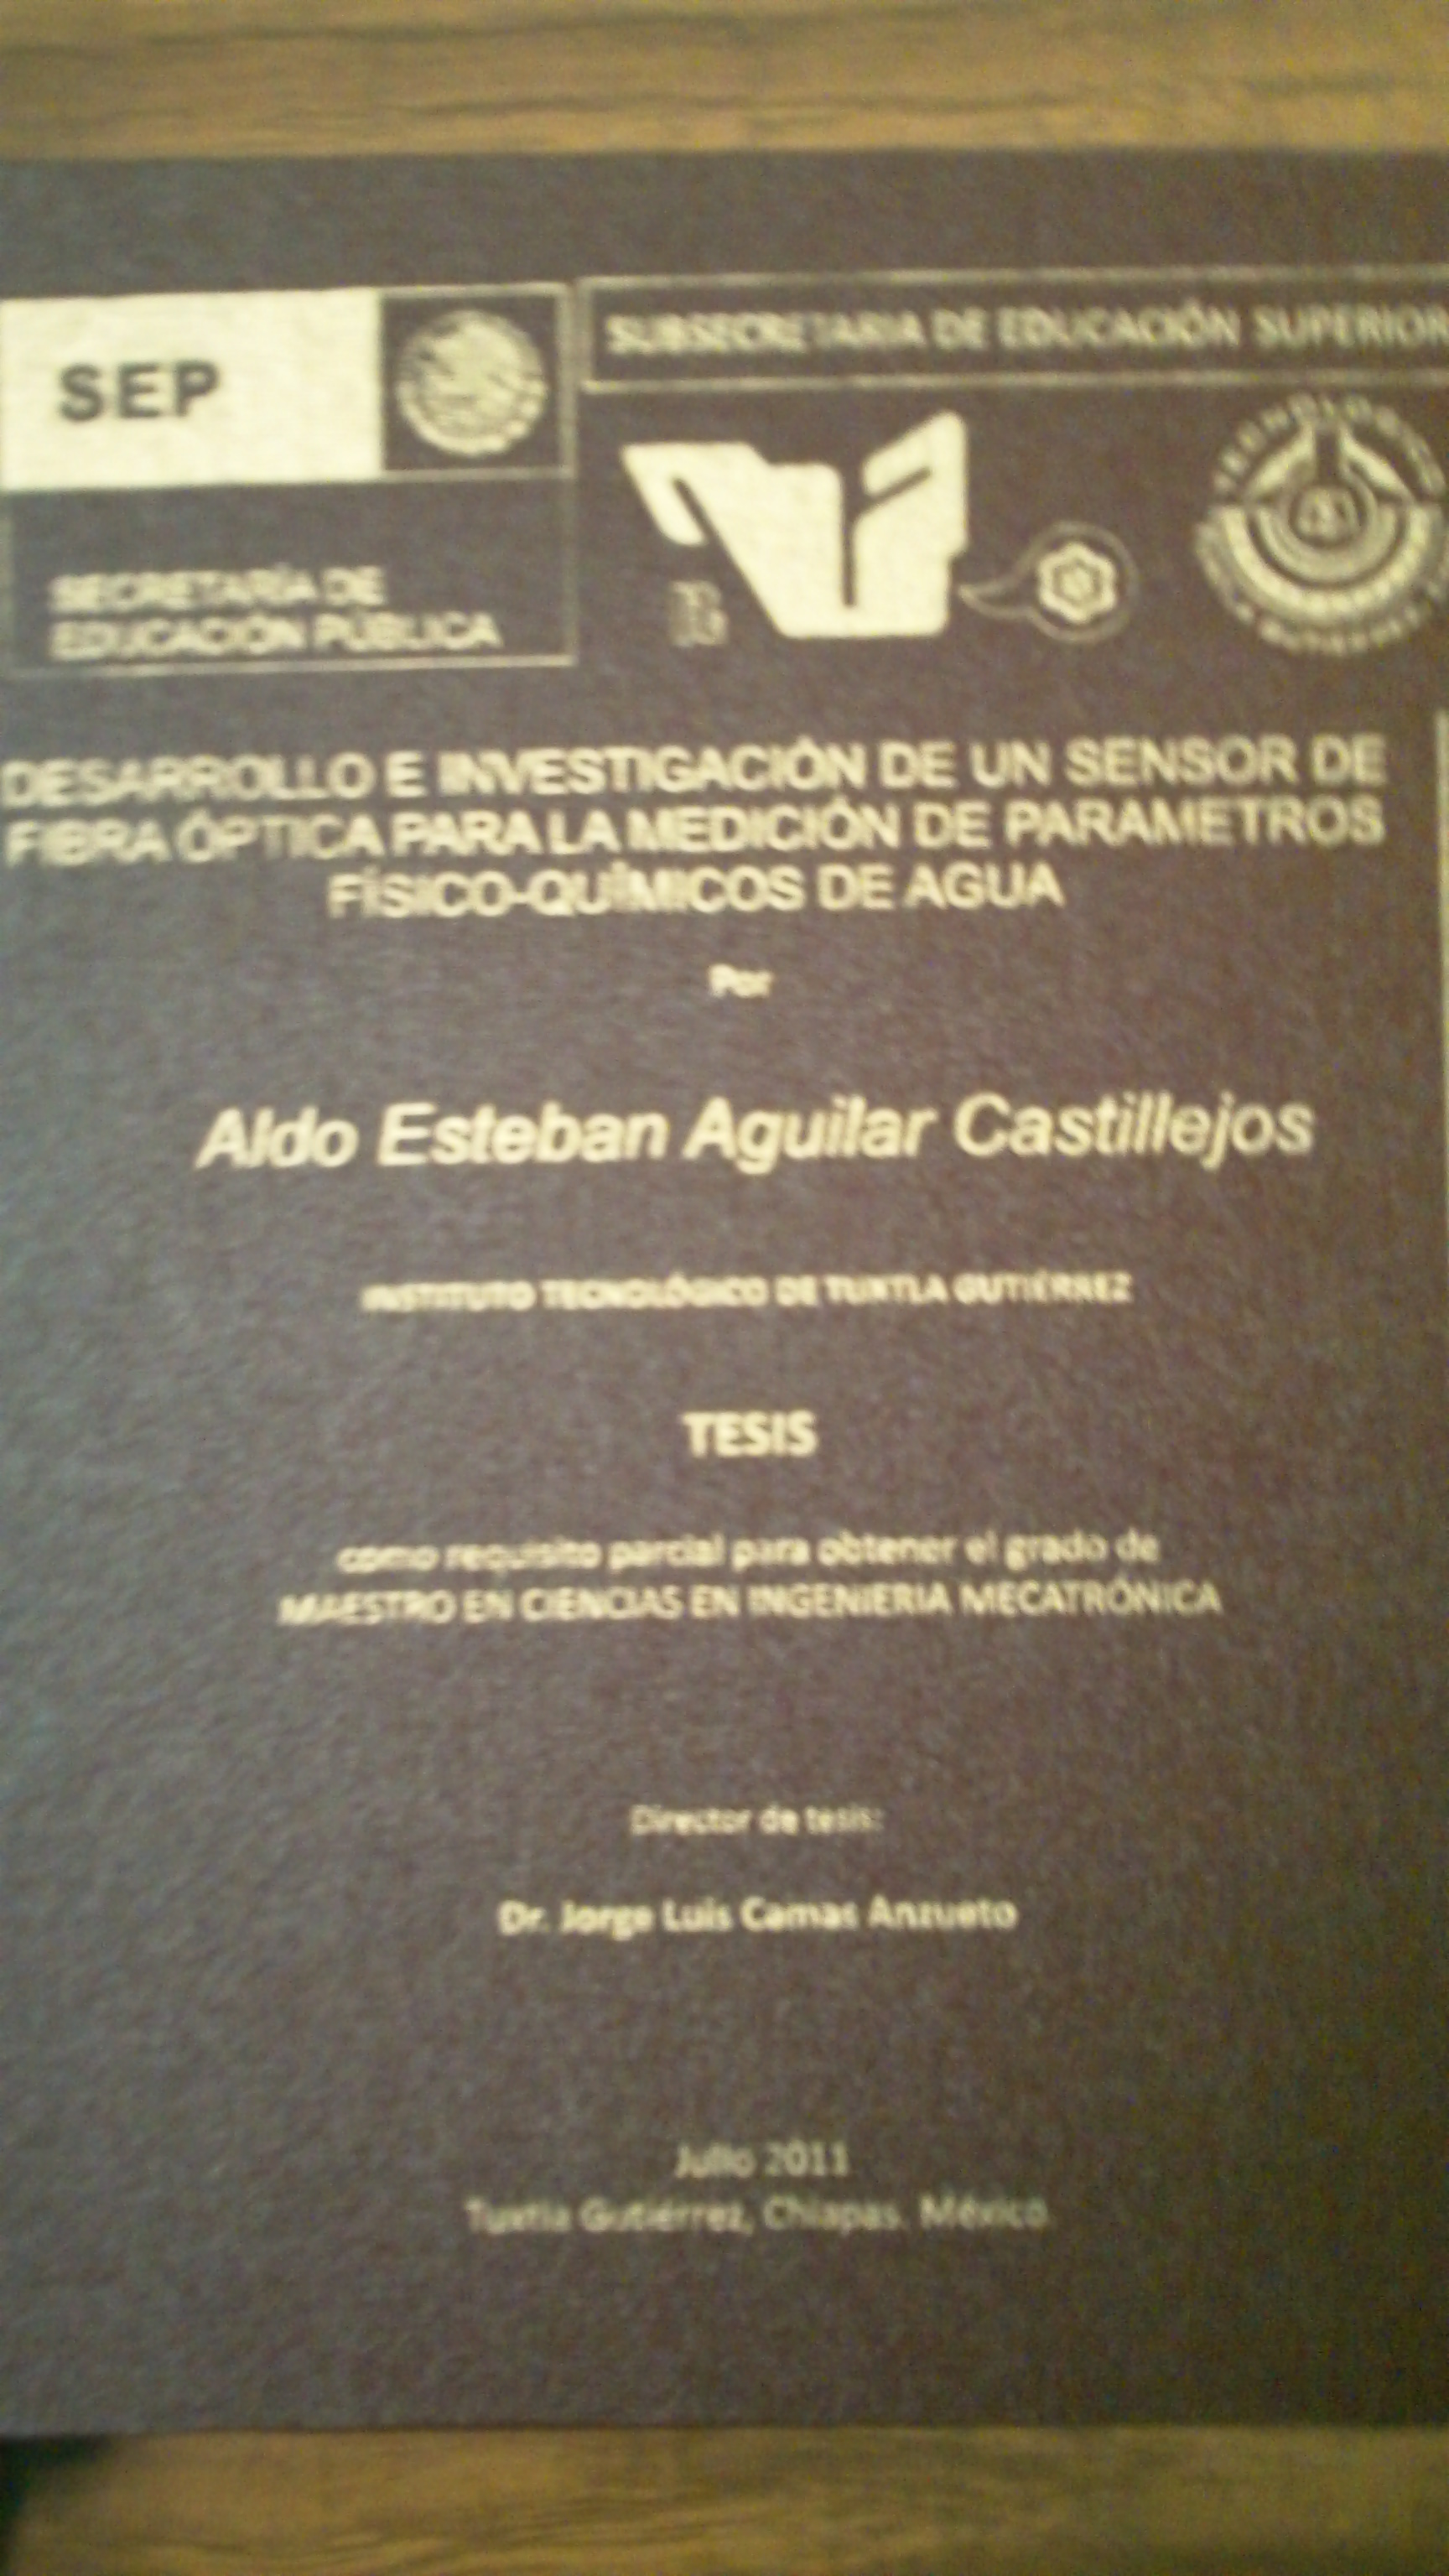 SEP
SECRETARÍA DE
EDUCACIÓN PÚBLICA
SUBSECRETARIA DE EDUCACIÓN SUPERIOR
TECNOLOGICO
DESARROLLO E INVESTIGACIÓN DE UN SENSOR DE
FIBRA ÓPTICA PARA LA MEDICIÓN DE PARAMETROS
FÍSICO-QUÍMICOS DE AGUA
Por
Aldo Esteban Aguilar Castillejos
INSTITUTO TECNOLÓGICO DE TUXTLA GUTIÉRREZ
TESIS
como requisito parcial para obtener el grado de
MAESTRO EN CIENCIAS EN INGENIERIA MECATRÓNICA
Director de tesis:
Dr. Jorge Luis Camas Anzueto
Julio 2011
Tuxtla Gutiérrez, Chiapas. México.